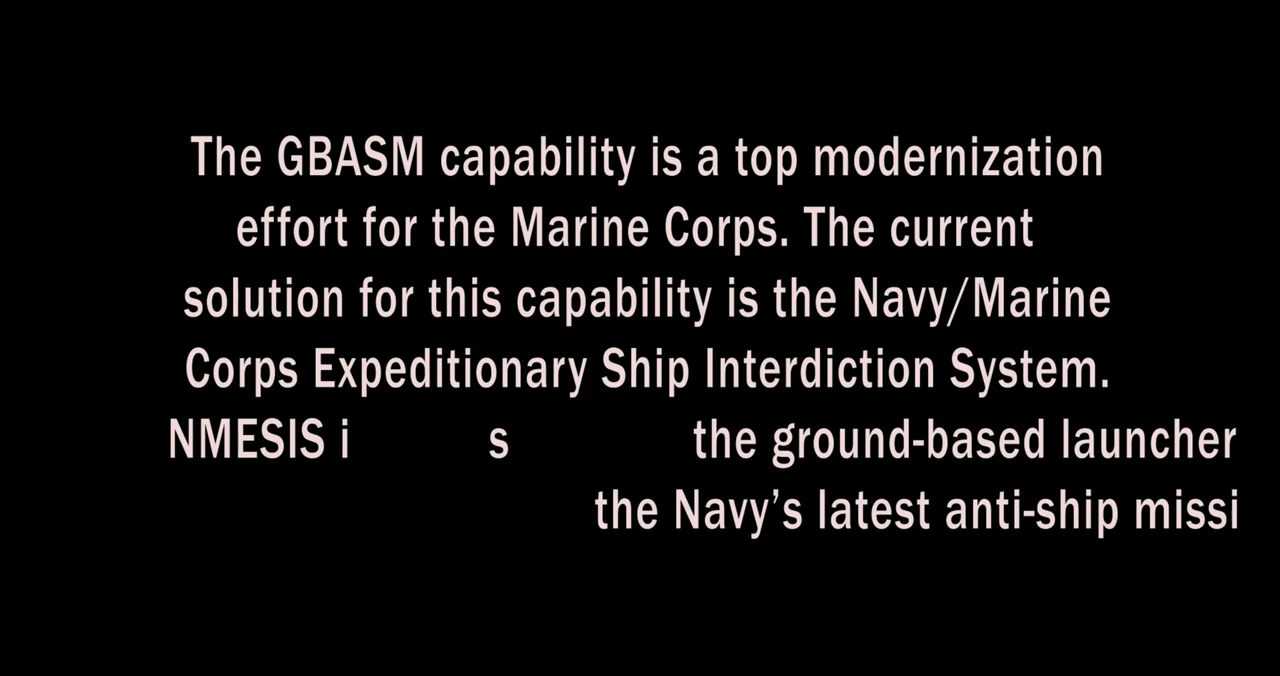 The GBASM capability is a top modernization
effort for the Marine Corps. The current
solution for this capability is the Navy/Marine
Corps Expeditionary Ship Interdiction System.
NMESIS i s the ground-based launcher
the Navy’s latest anti-ship missi